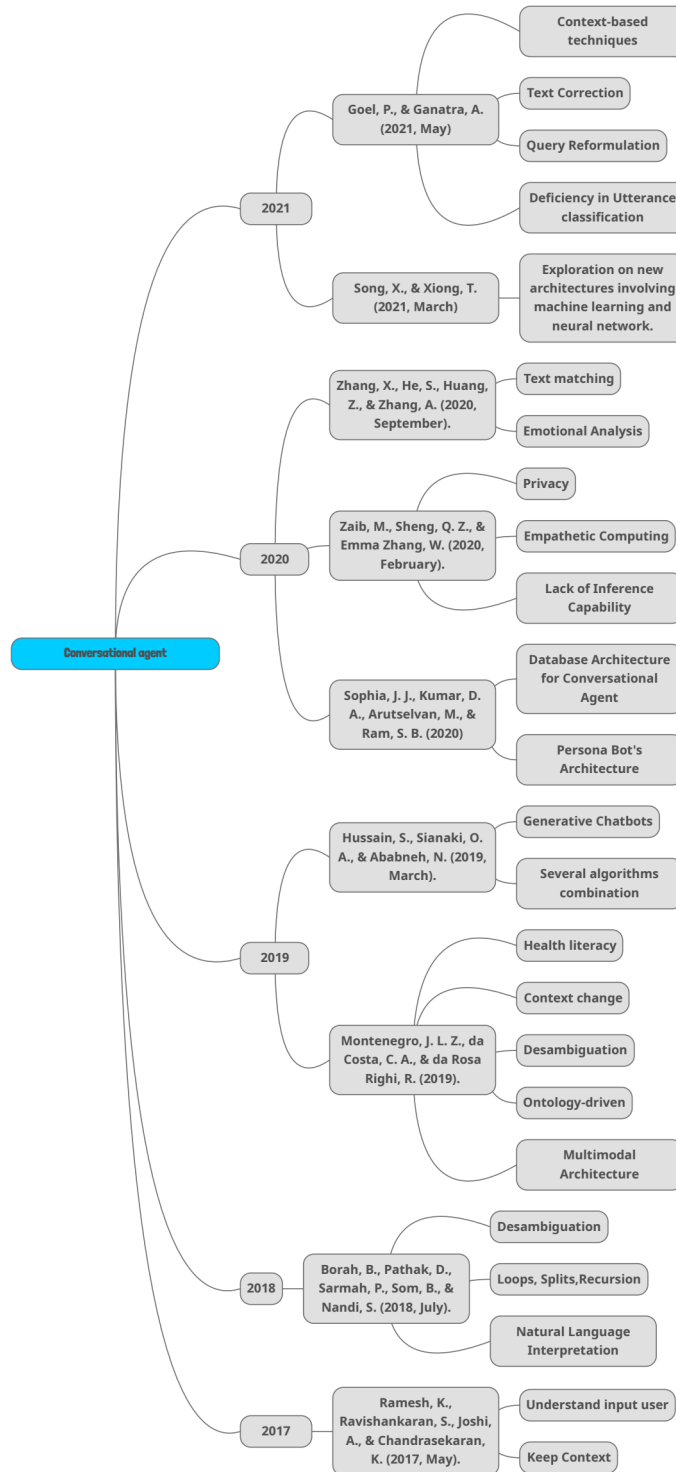 Context-based
techniques
Goel, P., & Ganatra, A.
(2021, May)
Text Correction
Query Reformulation
2021
Deficiency in Utterance
classification
Song, X., & Xiong, T.
(2021, March)
Exploration on new
architectures involving
machine learning and
neural network.
Zhang, X., He, S., Huang,
Z., & Zhang, A. (2020,
September).
Text matching
Emotional Analysis
2020
Zaib, M., Sheng, Q. Z., &
Emma Zhang, W. (2020,
February).
Privacy
Empathetic Computing
Lack of Inference
Capability
Conversational agent
Sophia, J. J., Kumar, D.
A., Arutselvan, M., &
Ram, S. B. (2020)
Database Architecture
for Conversational
Agent
Persona Bot's
Architecture
Hussain, S., Sianaki, O.
A., & Ababneh, N. (2019,
March).
Generative Chatbots
Several algorithms
combination
2019
Montenegro, J. L. Z., da
Costa, C. A., & da Rosa
Righi, R. (2019).
Health literacy
Context change
Desambiguation
Ontology-driven
Multimodal
Architecture
2018
Borah, B., Pathak, D.,
Sarmah, P., Som, B., &
Nandi, S. (2018, July).
Desambiguation
Loops, Splits,Recursion
Natural Language
Interpretation
2017
Ramesh, K.,
Ravishankaran, S., Joshi,
A., & Chandrasekaran,
K. (2017, May).
Understand input user
Keep Context